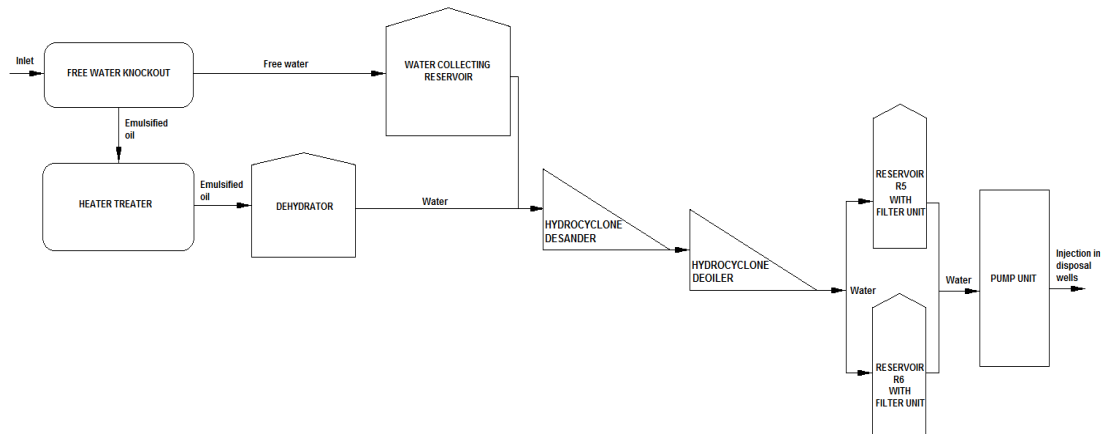 Inlet
FREE WATER KNOCKOUT
Free water
WATER COLLECTING
RESERVOIR
Emulsified
oil
HEATER TREATER
Emulsified
oil
DEHYDRATOR
Water
HYDROCYCLONE
DESANDER
HYDROCYCLONE
DEOILER
Water
RESERVOIR
R5
WITH
FILTER UNIT
RESERVOIR
R6
WITH
FILTER UNIT
Water
PUMP UNIT
Injection in
disposal
wells